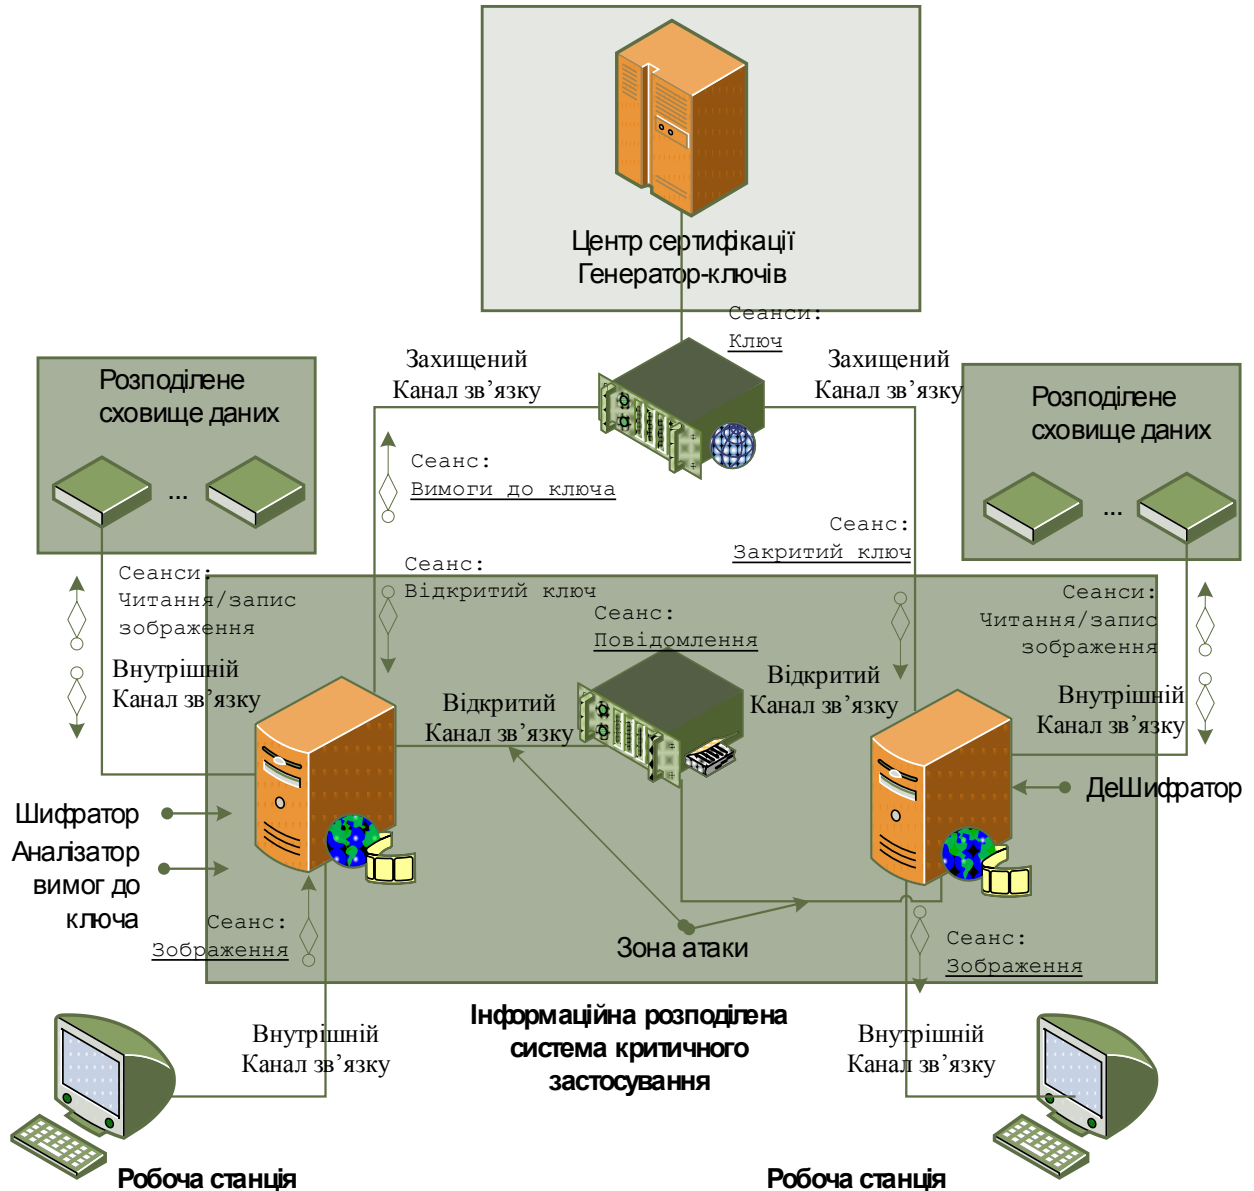 Центр сертифікації
Генератор-ключів
Сеанси:
Ключ
Захищений
Канал зв’язку
Захищений
Канал зв’язку
Розподілене
сховище даних
...
Розподілене
сховище даних
...
Сеанс:
Вимоги до ключа
Сеанс:
Закритий ключ
Сеанси:
Читання/запис
зображення
Сеанс:
Відкритий ключ
Сеанс:
Повідомлення
Сеанси:
Читання/запис
зображення
Внутрішній
Канал зв’язку
Відкритий
Канал зв’язку
Відкритий
Канал зв’язку
Внутрішній
Канал зв’язку
ДеШифратор
Шифратор
Аналізатор
вимог до
ключа
Сеанс:
Зображення
Зона атаки
Сеанс:
Зображення
Інформаційна розподілена
система критичного
застосування
Внутрішній
Канал зв’язку
Внутрішній
Канал зв’язку
Робоча станція
Робоча станція